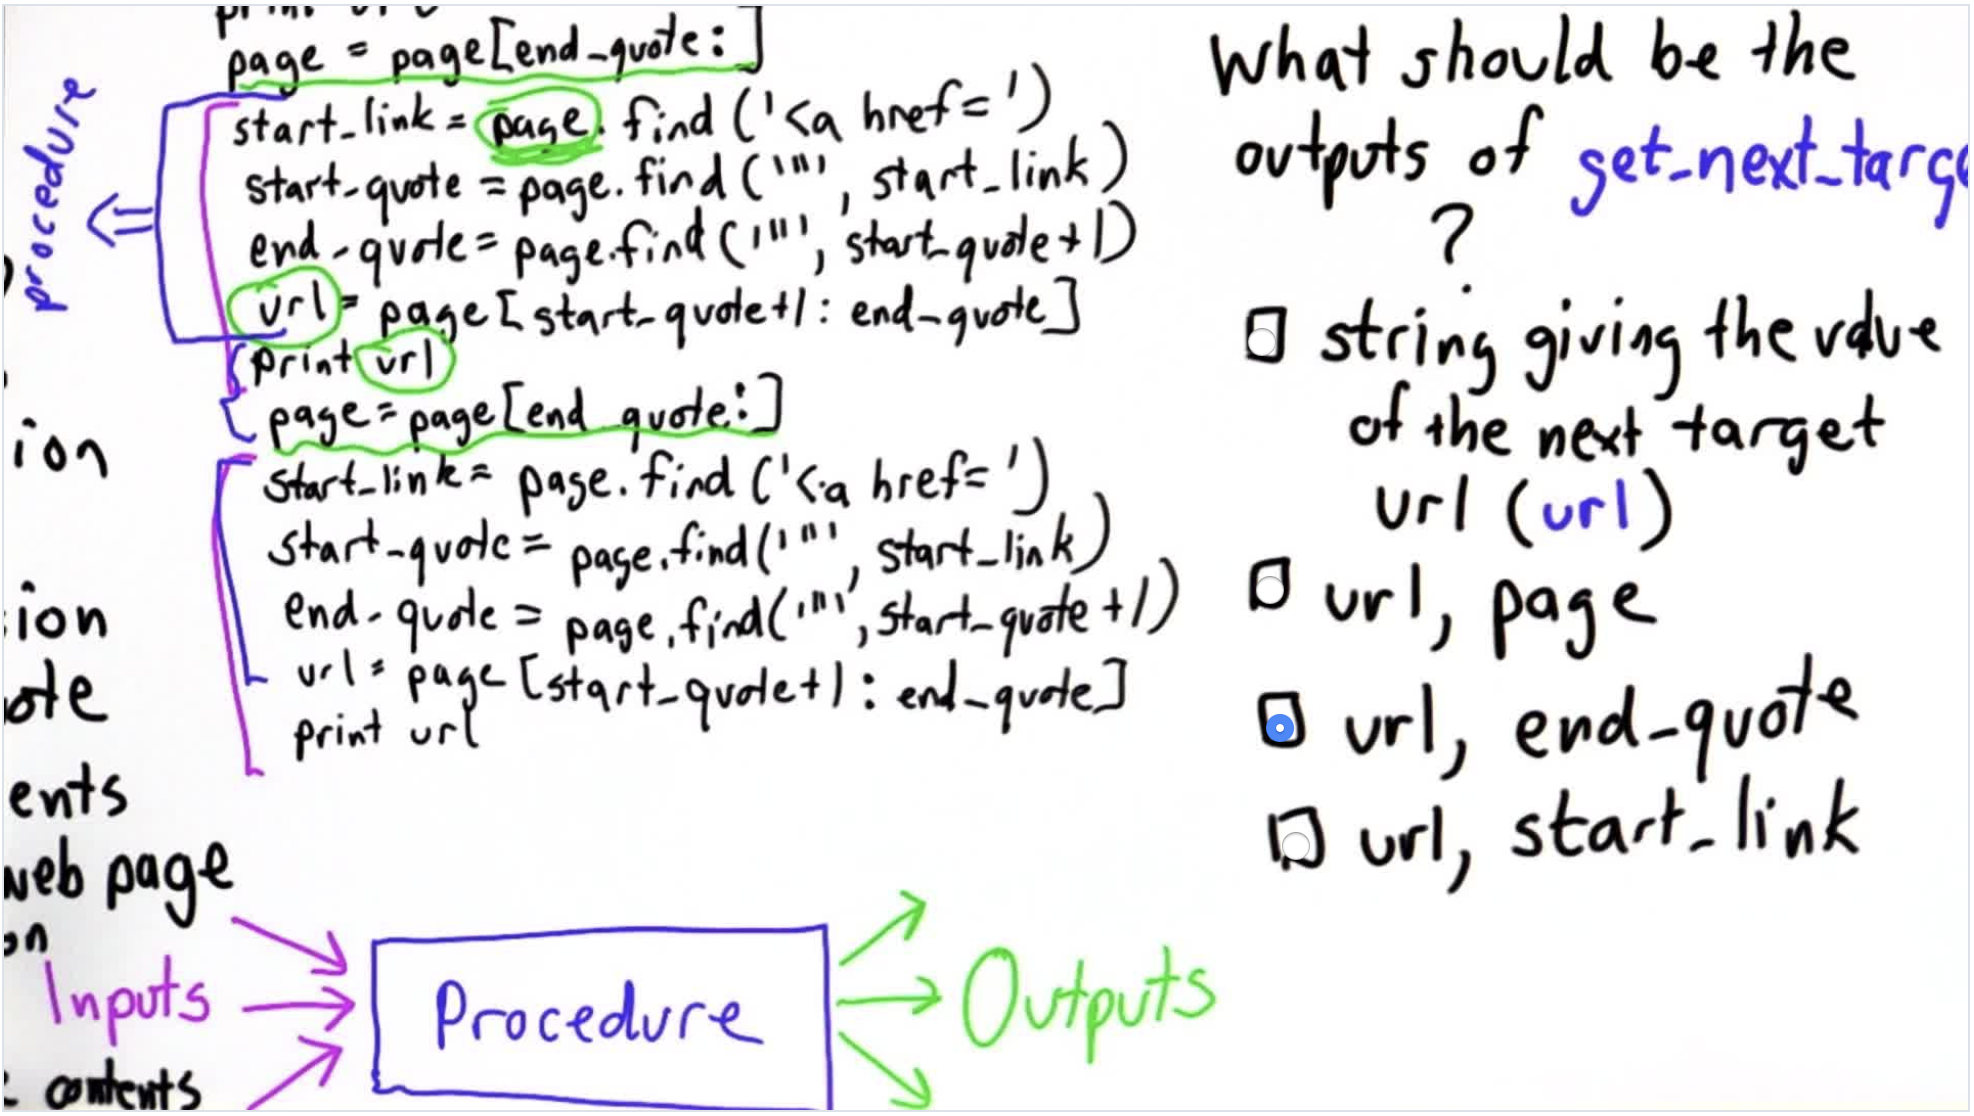 page = page[end_quote:]
procedure
start_link = page.find('<a href=')
start_quote = page.find('"', start_link)
end_quote = page.find('"', start_quote+1)
url = page[start_quote+1: end_quote]
print url
page = page[end_quote:]
start_link = page.find('<a href=')
start_quote = page.find('"', start_link)
end_quote = page.find('"', start_quote+1)
url = page[start_quote+1: end_quote]
print url
ion
ion
ote
ents
web page
on
Inputs
contents
Procedure
Outputs
What should be the
outputs of get_next_targe
?
string giving the value
of the next target
url (url)
url, page
url, end_quote
url, start_link